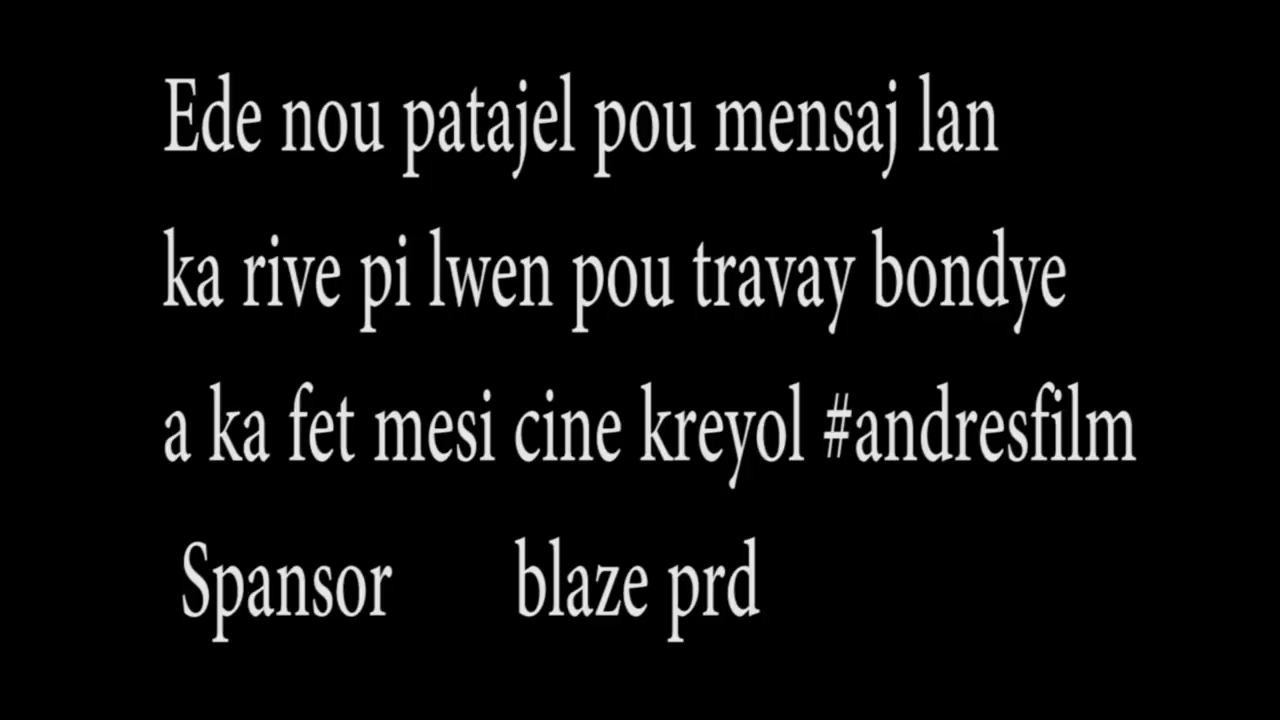 Ede nou patajel pou mensaj lan
ka rive pi lwen pou travay bondye
a ka fet mesi cine kreyol #andresfilm
Spansor blaze prd